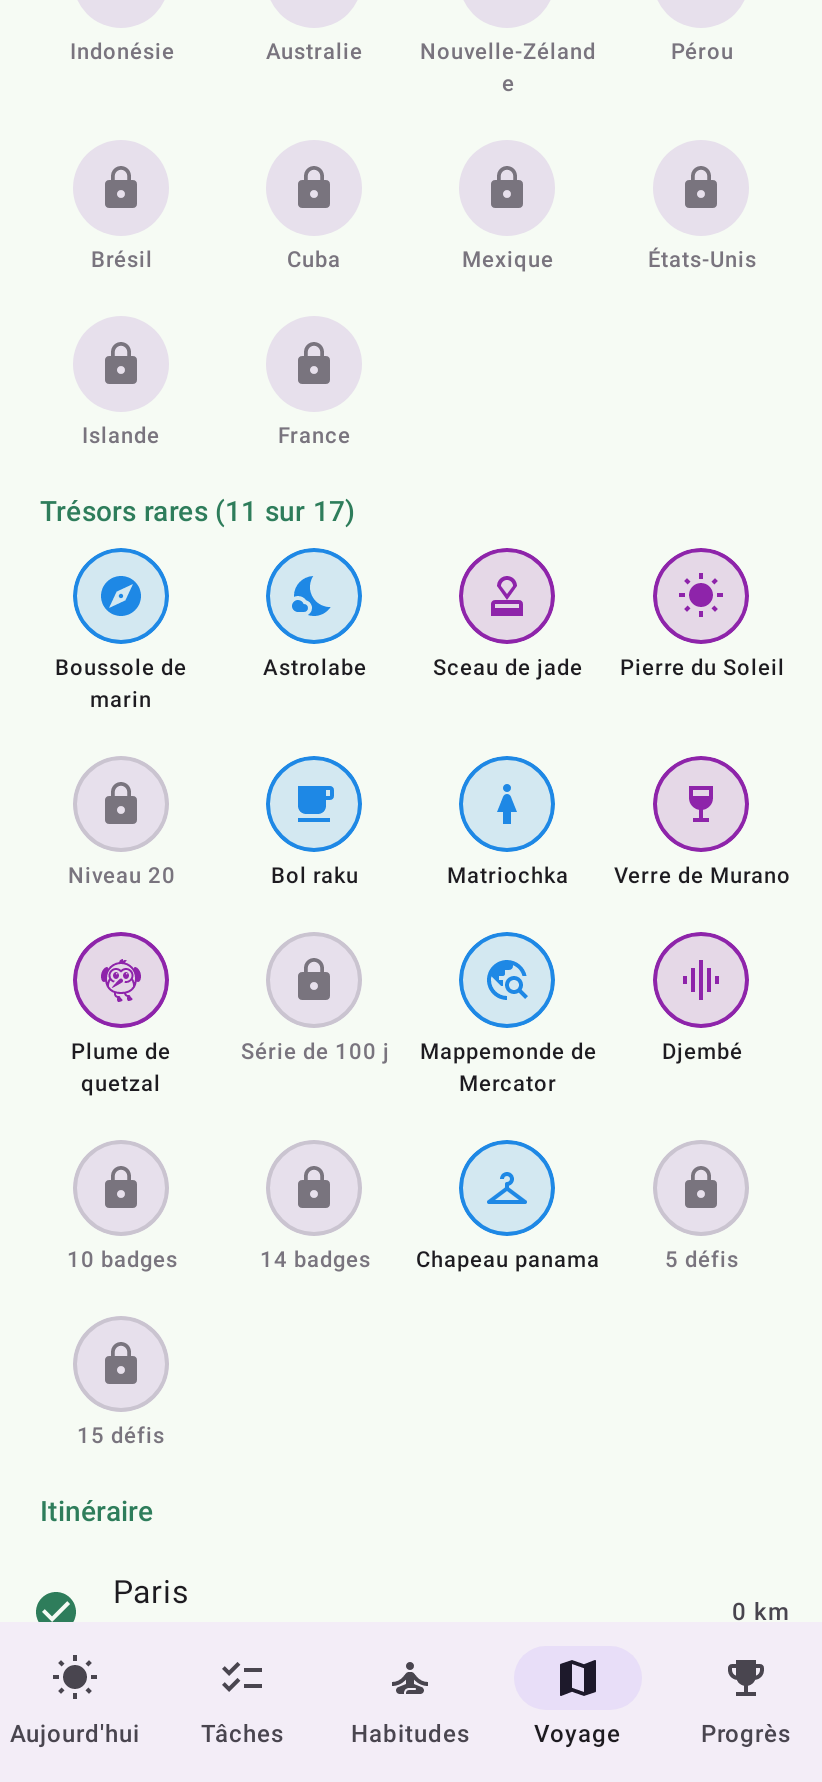 Indonésie
Australie
Nouvelle-Zéland
e
Pérou
Brésil
Cuba
Mexique
États-Unis
Islande
France
Trésors rares (11 sur 17)
Boussole de
marin
Astrolabe
Sceau de jade
Pierre du Soleil
Niveau 20
Bol raku
Matriochka
Verre de Murano
Plume de
quetzal
Série de 100 j
Mappemonde de
Mercator
Djembé
10 badges
14 badges
Chapeau panama
5 défis
15 défis
Itinéraire
Paris
0 km
Aujourd'hui
Tâches
Habitudes
Voyage
Progrès